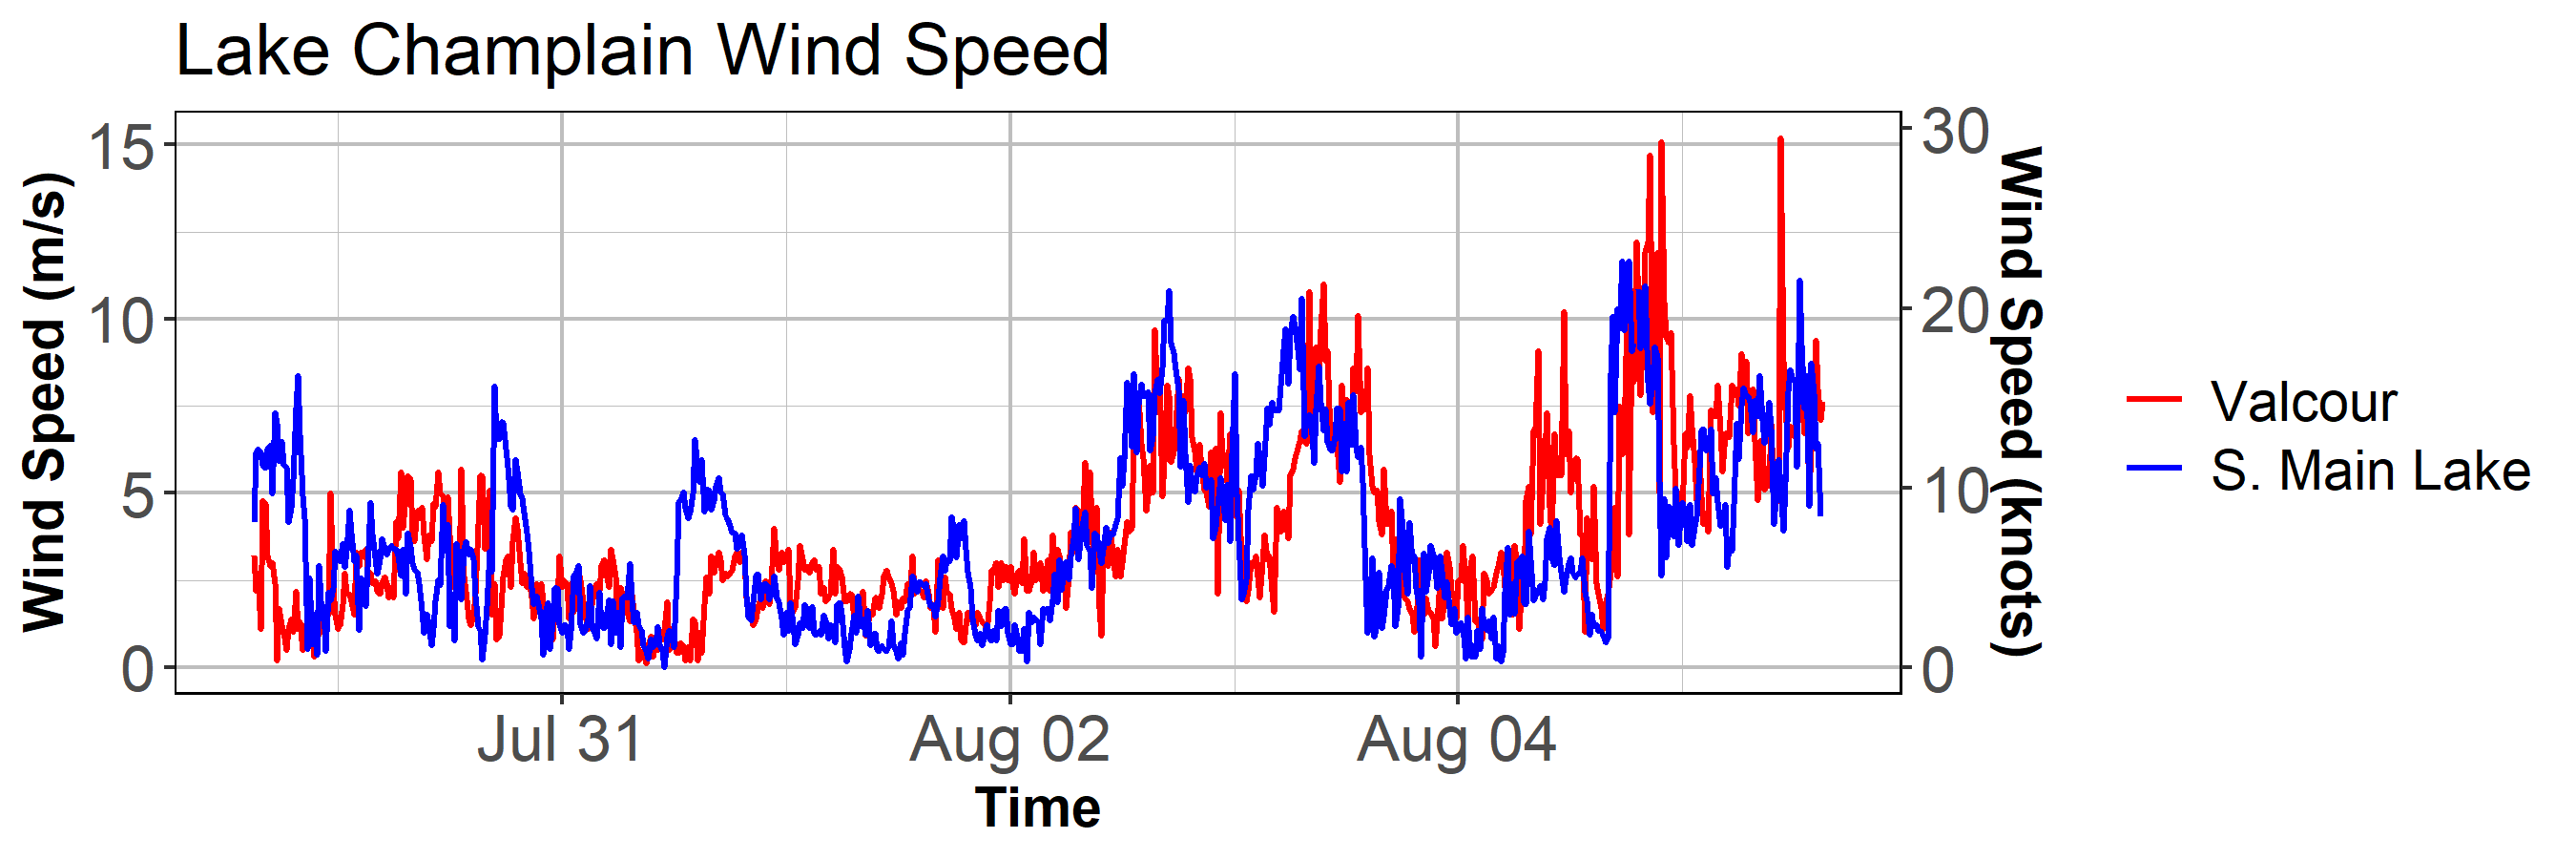 Lake Champlain Wind Speed
Wind Speed (m/s)
15
10
5
0
30
20
10
0
Wind Speed (knots)
Jul 31
Aug 02
Aug 04
Time
Valcour
S. Main Lake